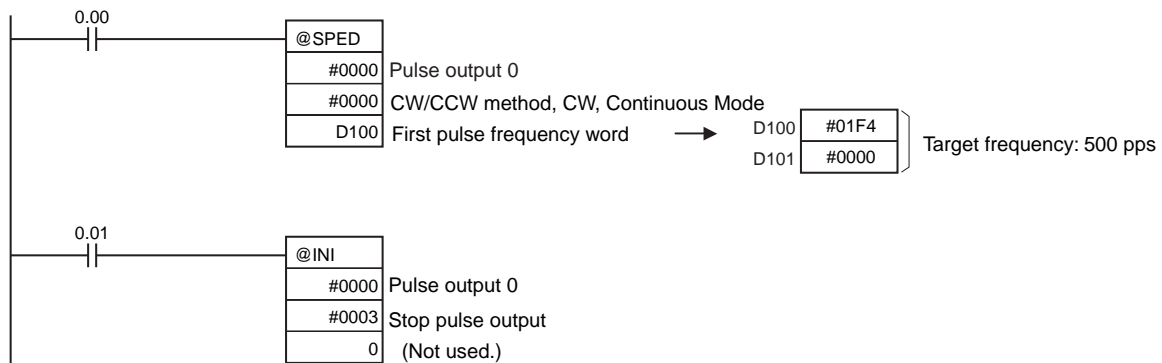 0.00
@SPED
#0000 Pulse output 0
#0000 CW/CCW method, CW, Continuous Mode
D100 First pulse frequency word
D100 #01F4
D101 #0000
Target frequency: 500 pps
0.01
@INI
#0000 Pulse output 0
#0003 Stop pulse output
0 (Not used.)